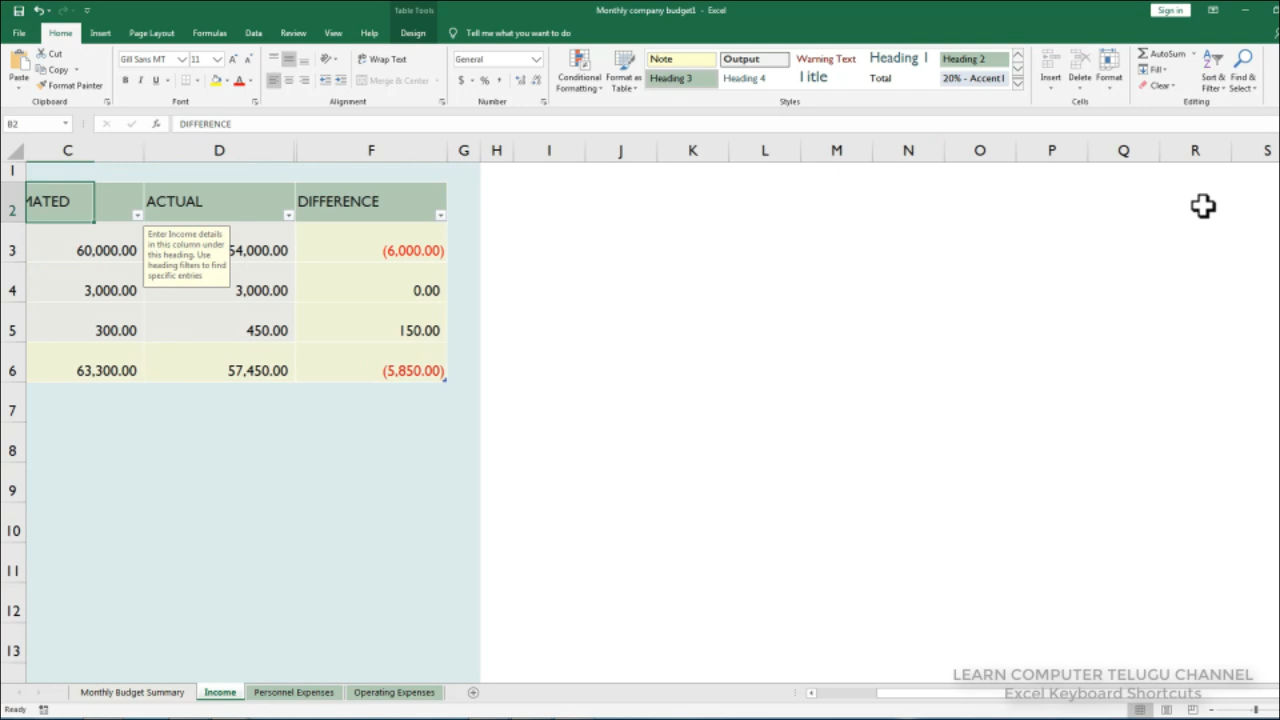 Table Tools
Monthly company budget1 - Excel
Sign in
File Home Insert Page Layout Formulas Data Review View Help Design Tell me what you want to do
Paste
Cut
Copy
Format Painter
Clipboard
Gill Sans MT 11
B I U
Font
Wrap Text
Merge & Center
Alignment
General
$ % ,
Number
Conditional Formatting
Format as Table
Note Output Warning Text Heading 1 Heading 2
Heading 3 Heading 4 Title Total 20% - Accent1
Styles
Insert Delete Format
Cells
AutoSum
Fill
Clear
Sort & Filter
Find & Select
Editing
B2 fx DIFFERENCE
C D F G H I J K L M N O P Q R S
1
2 MATED ACTUAL DIFFERENCE
3 60,000.00 54,000.00 (6,000.00)
Enter Income details
in this column under
this heading. Use
heading filters to find
specific entries
4 3,000.00 3,000.00 0.00
5 300.00 450.00 150.00
6 63,300.00 57,450.00 (5,850.00)
7
8
9
10
11
12
13
Monthly Budget Summary Income Personnel Expenses Operating Expenses
LEARN COMPUTER TELUGU CHANNEL
Excel Keyboard Shortcuts
Ready